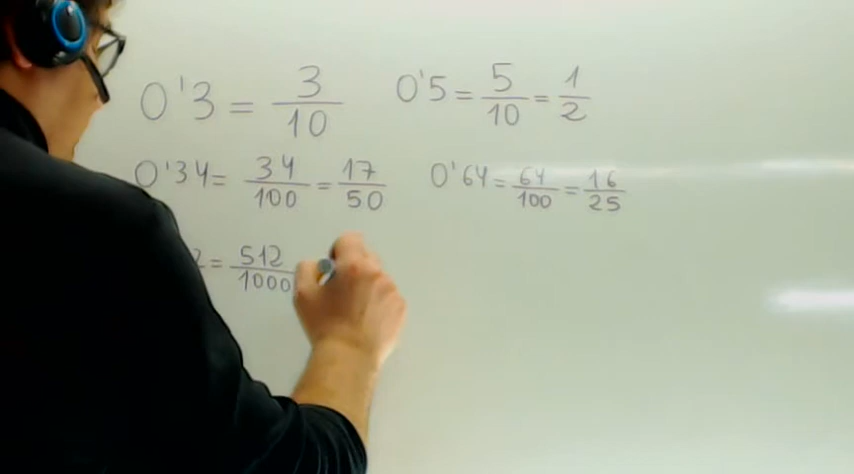 0'3 = 3/10
0'5 = 5/10 = 1/2
0'34 = 34/100 = 17/50
0'64 = 64/100 = 16/25
2 = 512/1000